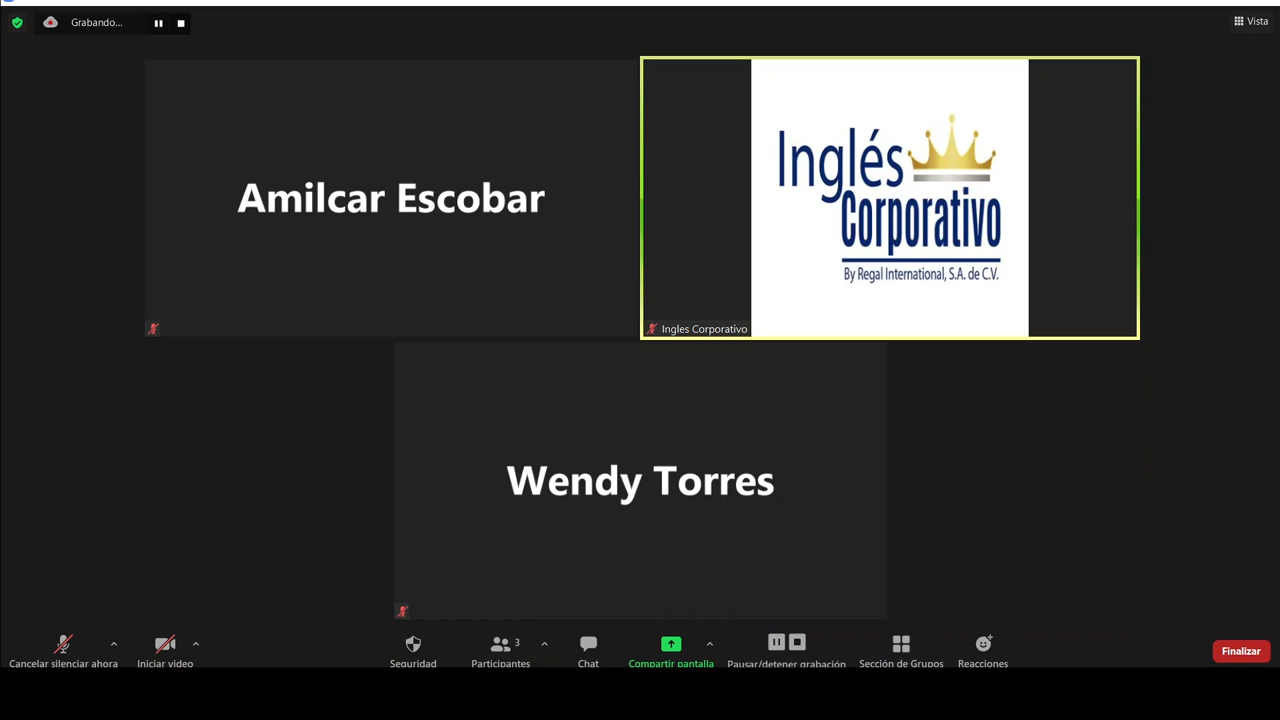 Grabando...
Vista
Amilcar Escobar
Inglés
Corporativo
By Regal International, S.A. de C.V.
Ingles Corporativo
Wendy Torres
3
Cancelar silenciar ahora
Iniciar video
Seguridad
Participantes
Chat
Compartir pantalla
Pausar/detener grabación
Sección de Grupos
Reacciones
Finalizar